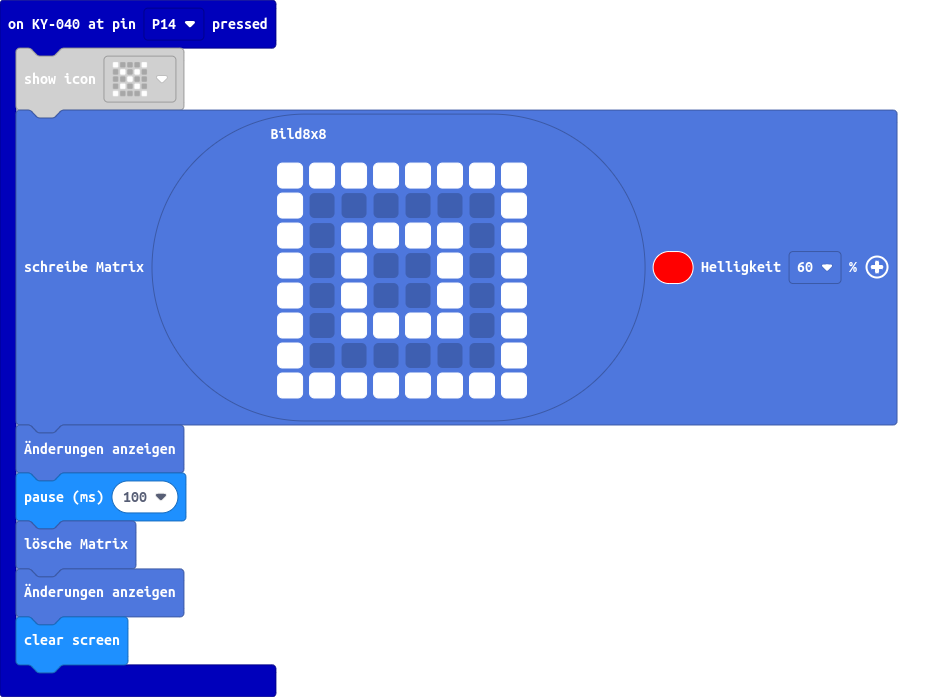 on KY-040 at pin P14 pressed
show icon
Bild8x8
schreibe Matrix Helligkeit 60 %
Änderungen anzeigen
pause (ms) 100
lösche Matrix
Änderungen anzeigen
clear screen